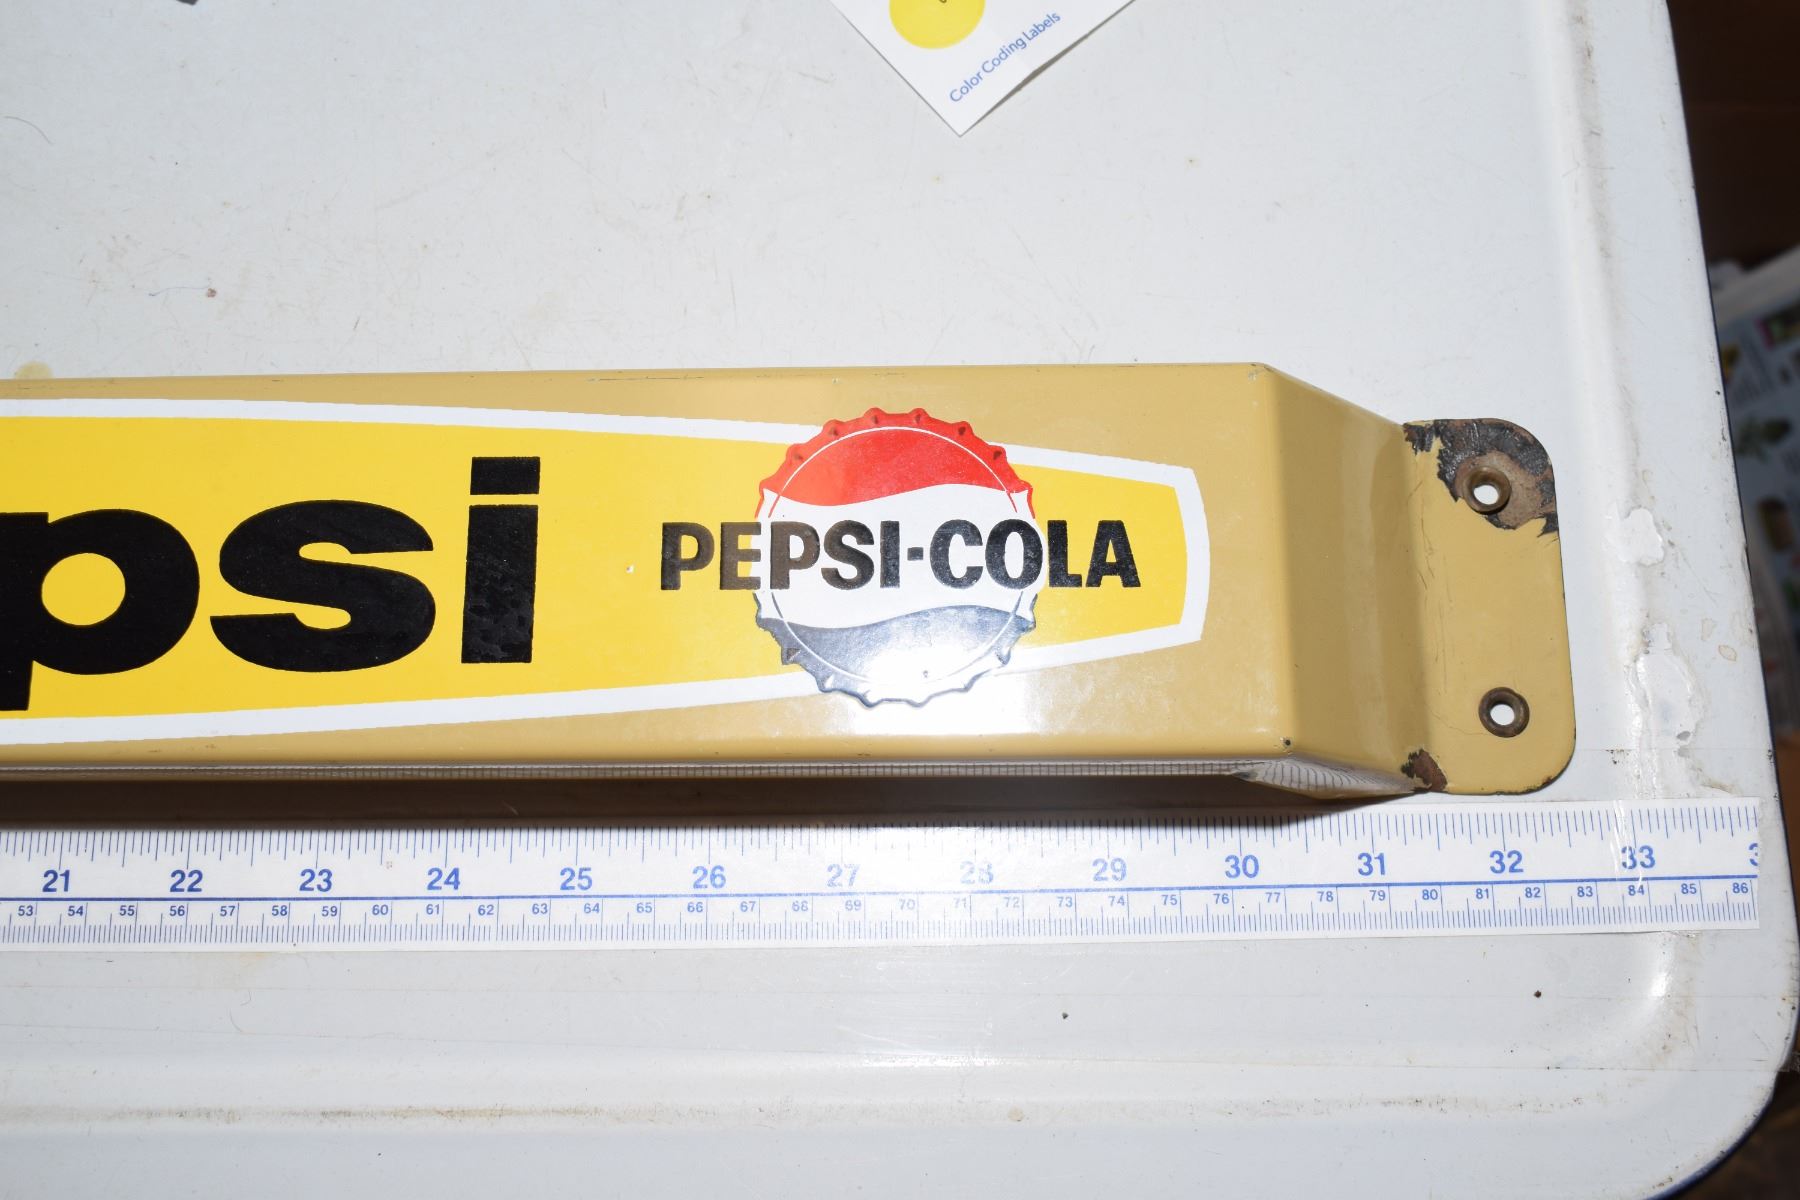 Color Coding Labels
psi
PEPSI-COLA
21 22 23 24 25 26 27 28 29 30 31 32 33
53 54 55 56 57 58 59 60 61 62 63 64 65 66 67 68 69 70 71 72 73 74 75 76 77 78 79 80 81 82 83 84 85 86